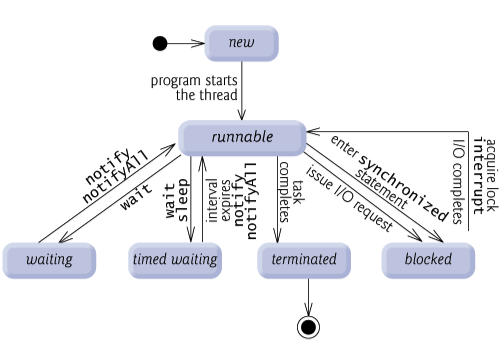 new
program starts
the thread
runnable
notify
notifyAll
wait
wait
sleep
interval
expires
notify
notifyAll
task
completes
enter synchronized
statement
issue I/O request
acquie lock
interrupt
I/O completes
waiting
timed waiting
terminated
blocked